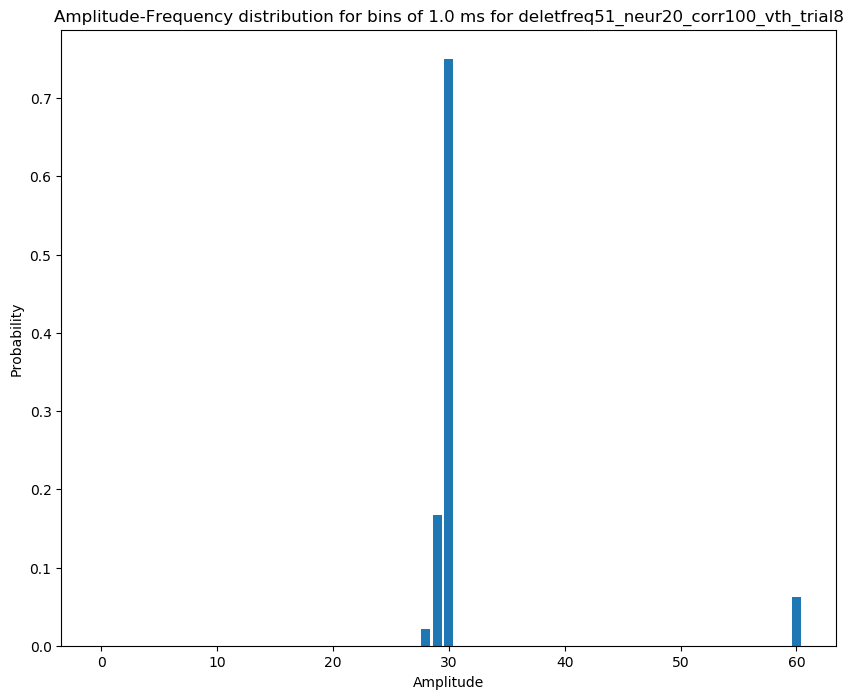 Amplitude-Frequency distribution for bins of 1.0 ms for deletfreq51_neur20_corr100_vth_trial8
Probability
0.7
0.6
0.5
0.4
0.3
0.2
0.1
0.0
0 10 20 30 40 50 60
Amplitude